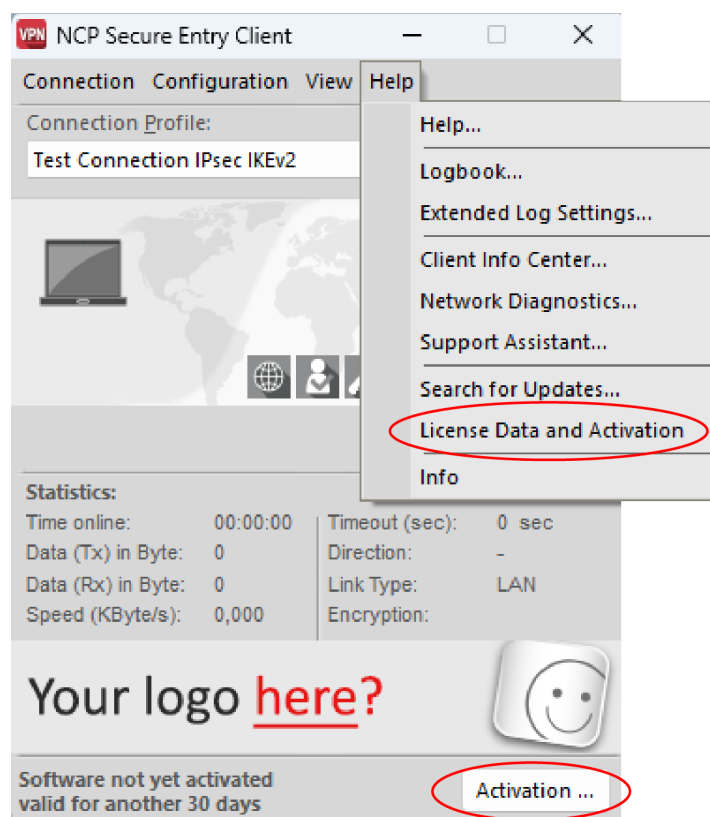 VPN NCP Secure Entry Client
Connection Configuration View Help
Connection Profile:
Test Connection IPsec IKEv2
Help...
Logbook...
Extended Log Settings...
Client Info Center...
Network Diagnostics...
Support Assistant...
Search for Updates...
License Data and Activation
Info
Statistics:
Time online: 00:00:00 Timeout (sec): 0 sec
Data (Tx) in Byte: 0 Direction: -
Data (Rx) in Byte: 0 Link Type: LAN
Speed (KByte/s): 0,000 Encryption:
Your logo here?
Software not yet activated
valid for another 30 days
Activation ...